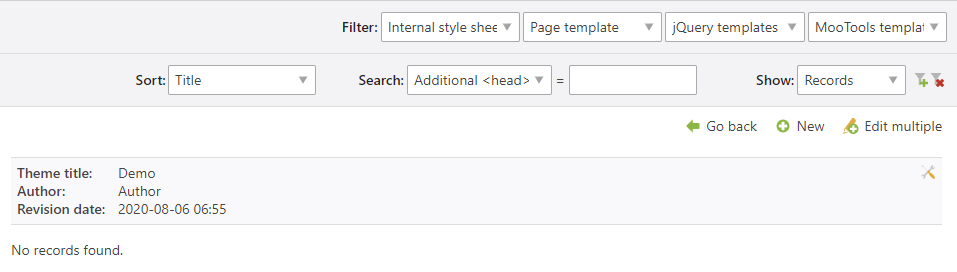 Filter: Internal style shee Page template jQuery templates MooTools templat
Sort: Title Search: Additional <head> = Show: Records
Go back New Edit multiple
Theme title: Demo
Author: Author
Revision date: 2020-08-06 06:55
No records found.